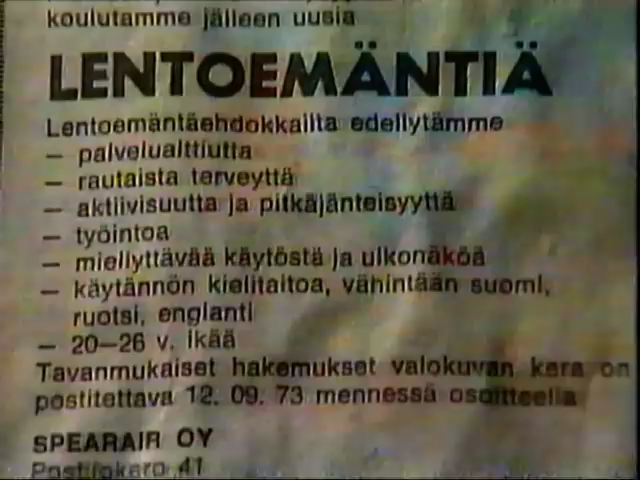 koulutamme jälleen uusia
LENTOEMÄNTIÄ
Lentoemäntäehdokkailta edellytämme
— palvelualttiutta
— rautaista terveyttä
— aktiivisuutta ja pitkäjänteisyyttä
— työintoa
— miellyttävää käytöstä ja ulkonäköä
— käytännön kielitaitoa, vähintään suomi,
ruotsi, englanti
— 20—26 v. ikää
Tavanmukaiset hakemukset valokuvan kera on
postitettava 12. 09. 73 mennessä osoitteella
SPEARAIR OY
41